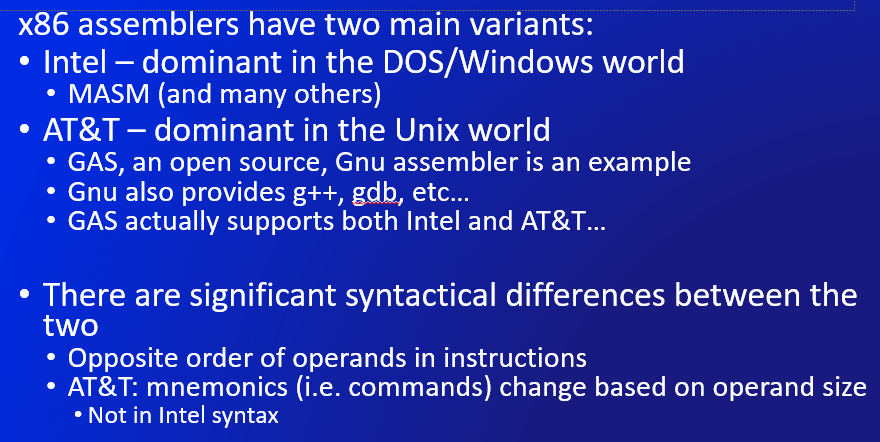 x86 assemblers have two main variants:
• Intel – dominant in the DOS/Windows world
• MASM (and many others)
• AT&T – dominant in the Unix world
• GAS, an open source, Gnu assembler is an example
• Gnu also provides g++, gdb, etc…
• GAS actually supports both Intel and AT&T…
• There are significant syntactical differences between the
two
• Opposite order of operands in instructions
• AT&T: mnemonics (i.e. commands) change based on operand size
• Not in Intel syntax